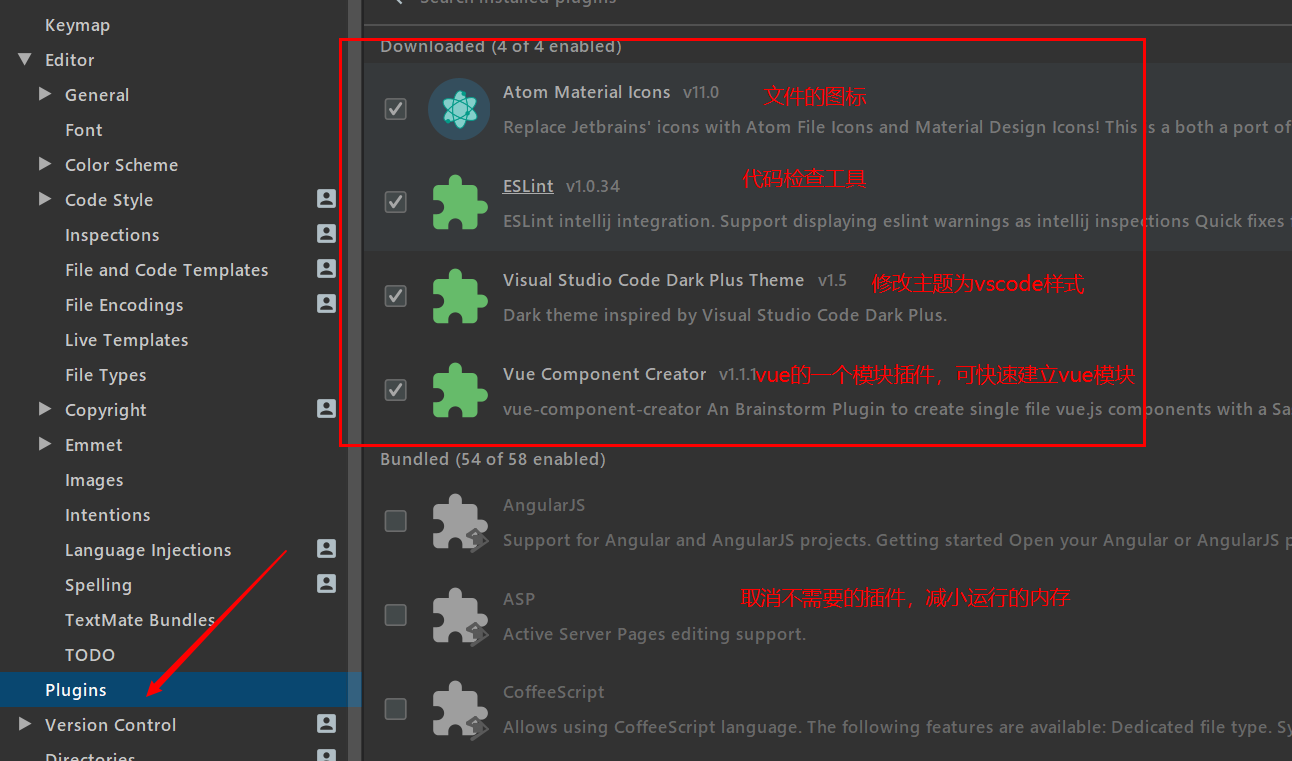 Search installed plugins
Keymap
Editor
General
Font
Color Scheme
Code Style
Inspections
File and Code Templates
File Encodings
Live Templates
File Types
Copyright
Emmet
Images
Intentions
Language Injections
Spelling
TextMate Bundles
TODO
Plugins
Version Control
Directories
Downloaded (4 of 4 enabled)
Atom Material Icons v11.0 文件的图标
Replace Jetbrains' icons with Atom File Icons and Material Design Icons! This is a both a port of
ESLint v1.0.34 代码检查工具
ESLint intellij integration. Support displaying eslint warnings as intellij inspections Quick fixes
Visual Studio Code Dark Plus Theme v1.5 修改主题为vscode样式
Dark theme inspired by Visual Studio Code Dark Plus.
Vue Component Creator v1.1.1 vue的一个模块插件，可快速建立vue模块
vue-component-creator An Brainstorm Plugin to create single file vue.js components with a Sa
Bundled (54 of 58 enabled)
AngularJS
Support for Angular and AngularJS projects. Getting started Open your Angular or AngularJS p
ASP
取消不需要的插件，减小运行的内存
Active Server Pages editing support.
CoffeeScript
Allows using CoffeeScript language. The following features are available: Dedicated file type. Sy